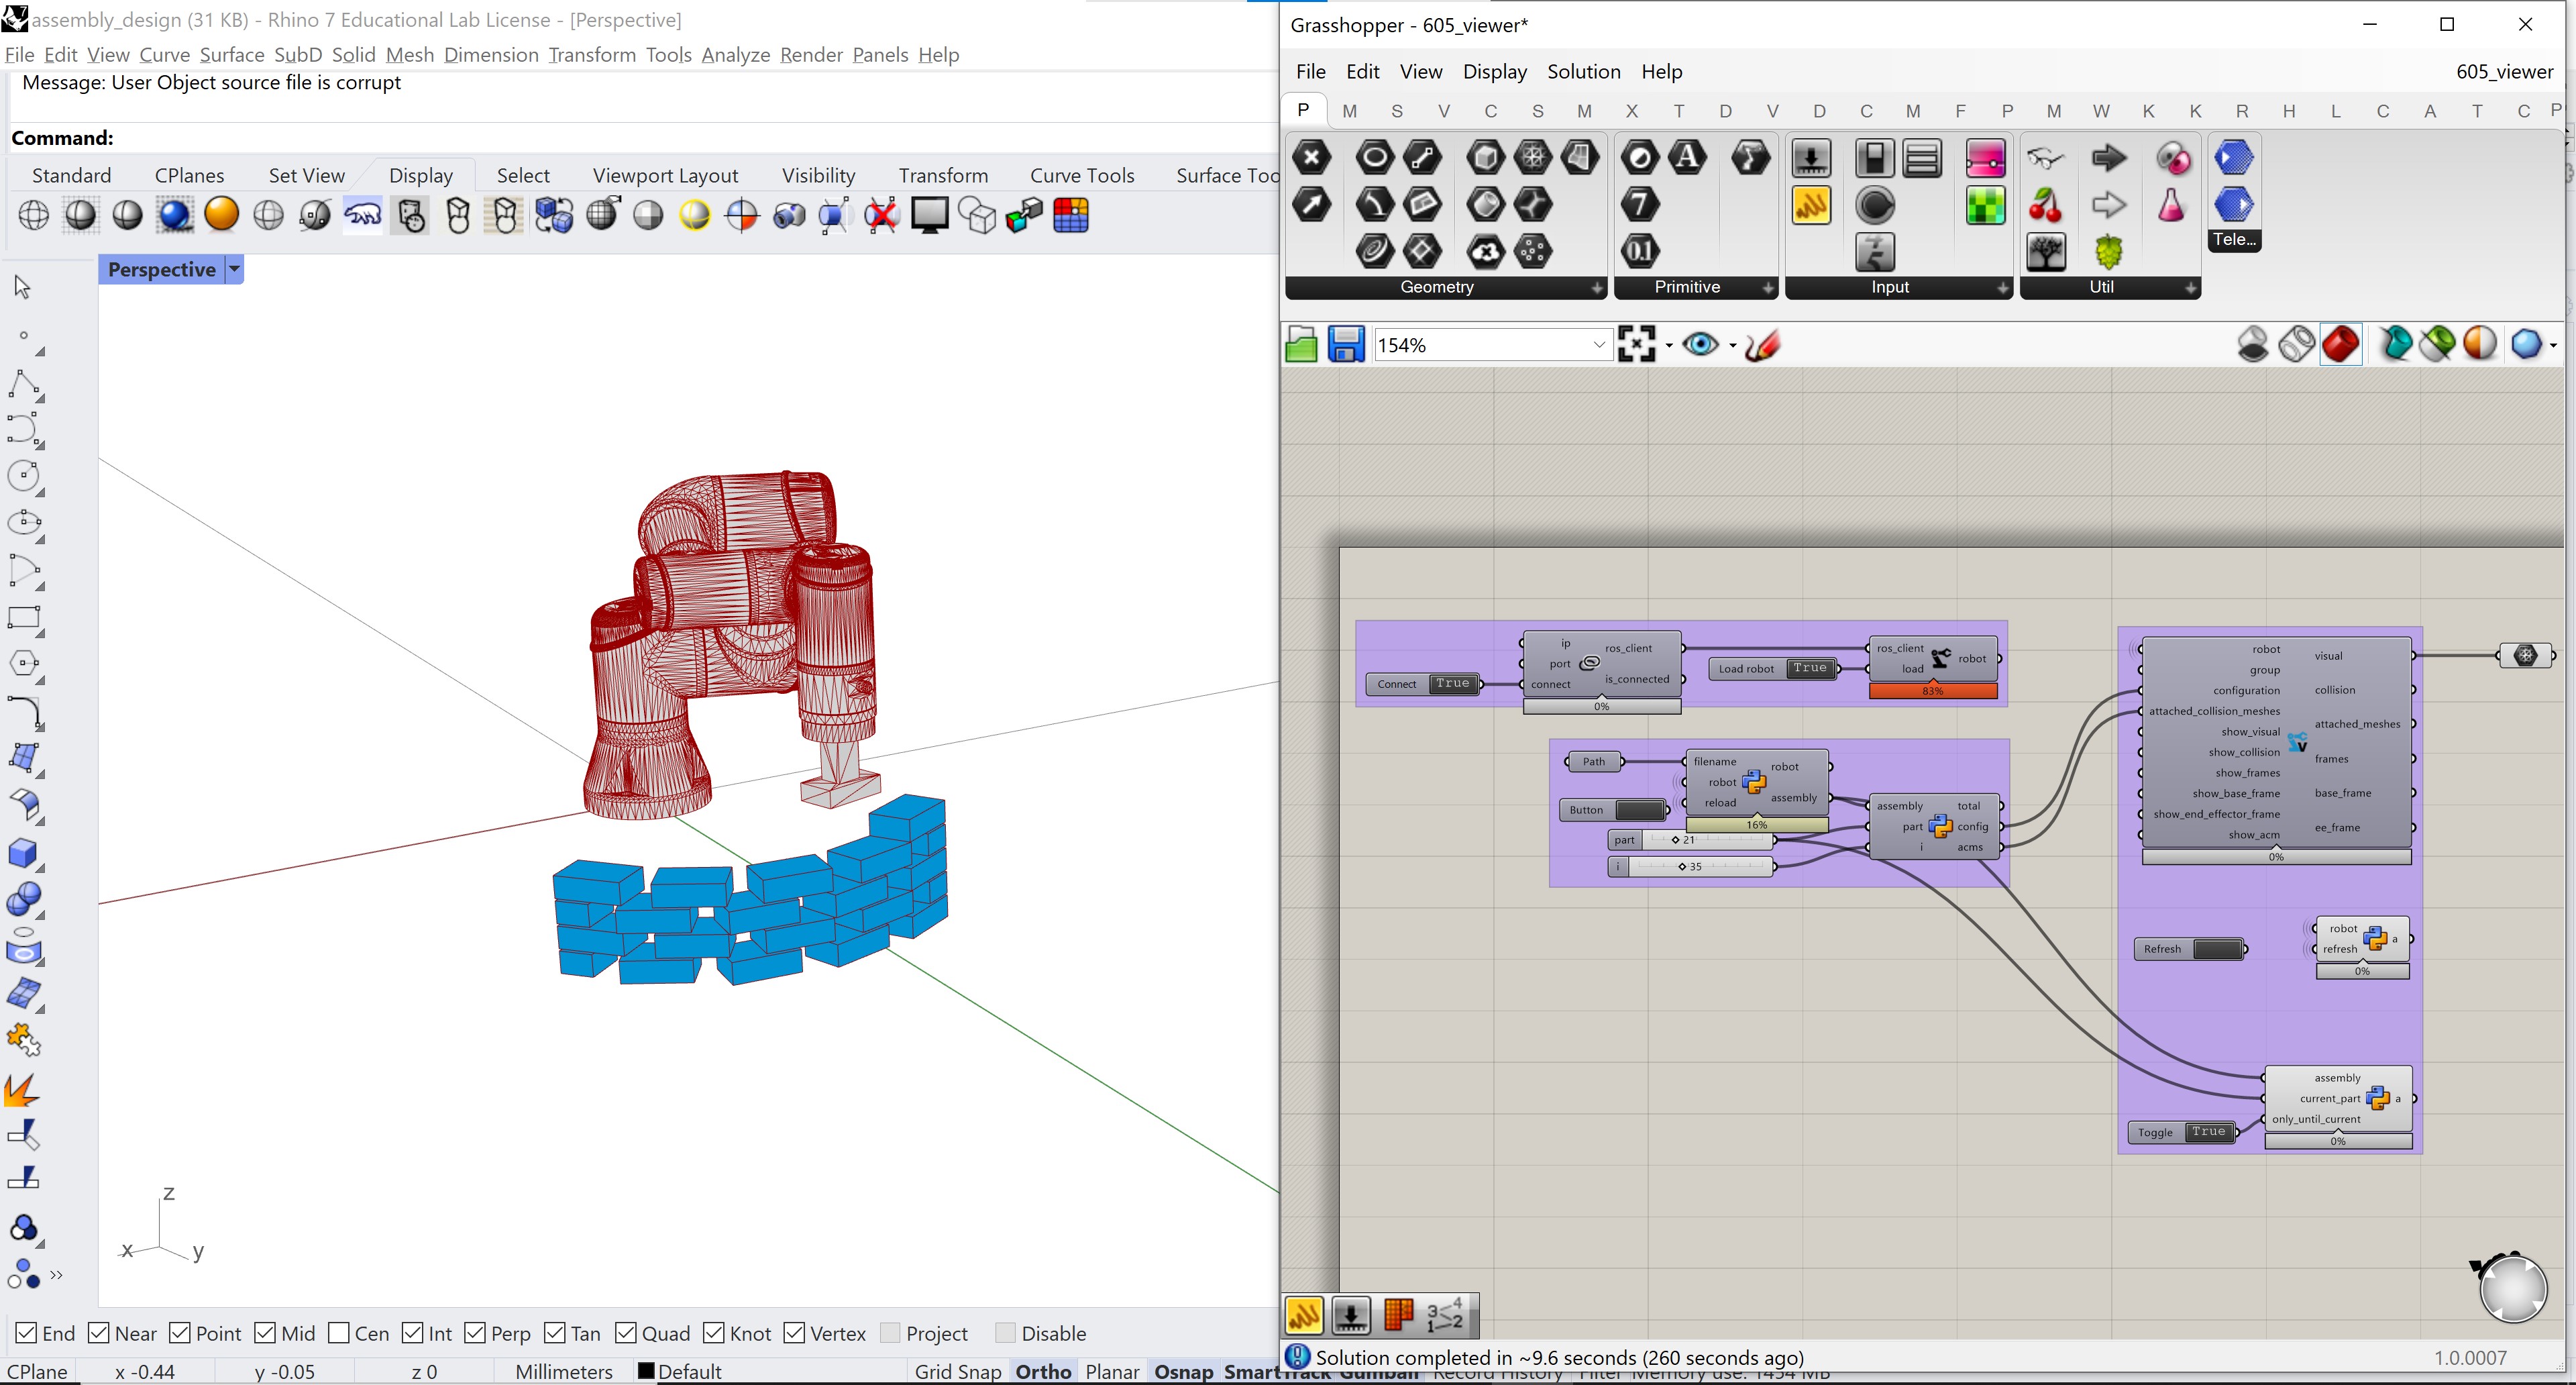 assembly_design (31 KB) - Rhino 7 Educational Lab License - [Perspective]
File Edit View Curve Surface SubD Solid Mesh Dimension Transform Tools Analyze Render Panels Help
Message: User Object source file is corrupt
Command:
Standard CPlanes Set View Display Select Viewport Layout Visibility Transform Curve Tools Surface Too
Perspective
z
x
y
End Near Point Mid Cen Int Perp Tan Quad Knot Vertex Project Disable
CPlane x -0.44 y -0.05 z 0 Millimeters Default Grid Snap Ortho Planar Osnap SmartTrack Gumball Record History Filter Memory use: 1454 MB
Grasshopper - 605_viewer*
File Edit View Display Solution Help 605_viewer
P M S V C S M X T D V D C M F P M W K K R H L C A T C P
Geometry Primitive Input Util Tele...
154%
ip
port
connect
ros_client
is_connected
0%
Connect True
Load robot True
ros_client
load
robot
83%
Path
Button
filename
robot
reload
robot
assembly
16%
part 21
i 35
assembly
part
i
total
config
acms
robot
group
configuration
attached_collision_meshes
show_visual
show_collision
show_frames
show_base_frame
show_end_effector_frame
show_acm
visual
collision
attached_meshes
frames
base_frame
ee_frame
0%
Refresh
robot
refresh
a
0%
assembly
current_part
only_until_current
a
0%
Toggle True
Solution completed in ~9.6 seconds (260 seconds ago)
1.0.0007